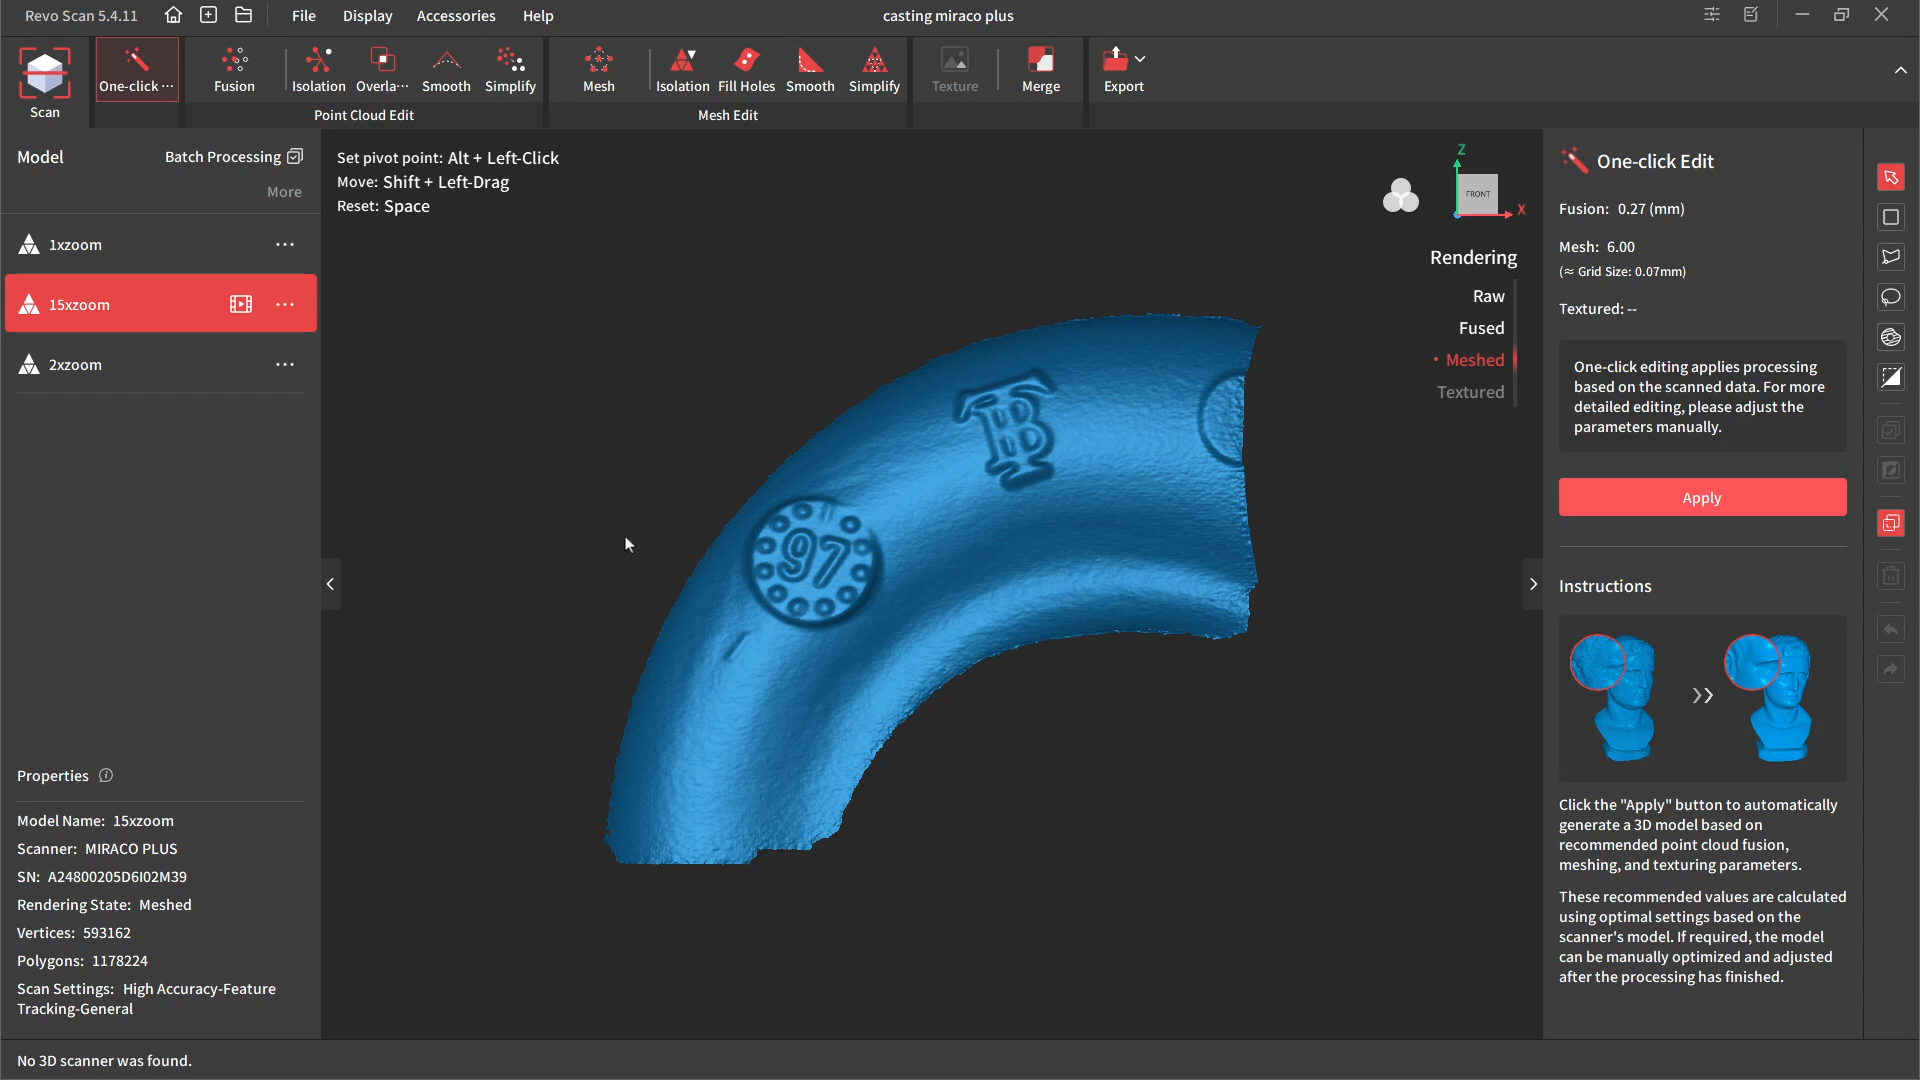 Revo Scan 5.4.11
File
Display
Accessories
Help
casting miraco plus
Scan
One-click ···
Fusion
Isolation
Overla···
Smooth
Simplify
Point Cloud Edit
Mesh
Isolation
Fill Holes
Smooth
Simplify
Mesh Edit
Texture
Merge
Export
Model
Batch Processing
More
1xzoom
15xzoom
2xzoom
Properties
Model Name: 15xzoom
Scanner: MIRACO PLUS
SN: A24800205D6I02M39
Rendering State: Meshed
Vertices: 593162
Polygons: 1178224
Scan Settings: High Accuracy-Feature
Tracking-General
No 3D scanner was found.
Set pivot point: Alt + Left-Click
Move: Shift + Left-Drag
Reset: Space
Z
FRONT
X
Rendering
Raw
Fused
• Meshed
Textured
97
One-click Edit
Fusion: 0.27 (mm)
Mesh: 6.00
(≈ Grid Size: 0.07mm)
Textured: --
One-click editing applies processing
based on the scanned data. For more
detailed editing, please adjust the
parameters manually.
Apply
Instructions
Click the "Apply" button to automatically
generate a 3D model based on
recommended point cloud fusion,
meshing, and texturing parameters.
These recommended values are calculated
using optimal settings based on the
scanner's model. If required, the model
can be manually optimized and adjusted
after the processing has finished.